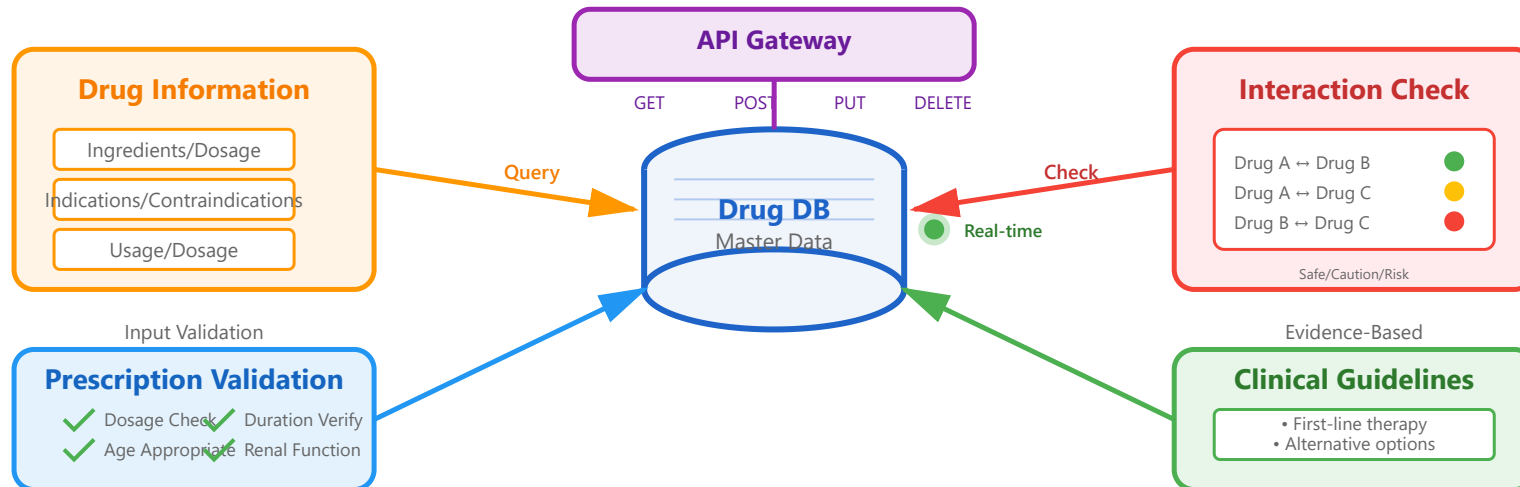 API Gateway
GET POST PUT DELETE
Drug Information
Ingredients/Dosage
Indications/Contraindications
Usage/Dosage
Query
Drug DB
Master Data
Real-time
Check
Interaction Check
Drug A ↔ Drug B
Drug A ↔ Drug C
Drug B ↔ Drug C
Safe/Caution/Risk
Input Validation
Prescription Validation
Dosage Check
Duration Verify
Age Appropriate
Renal Function
Evidence-Based
Clinical Guidelines
• First-line therapy
• Alternative options